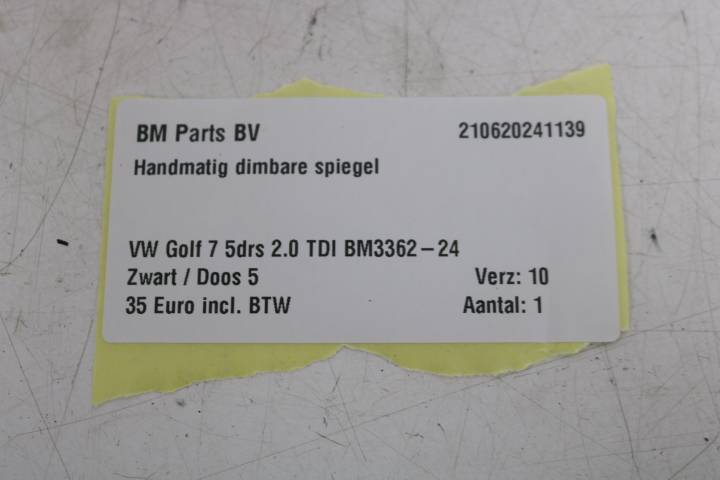 BM Parts BV 210620241139
Handmatig dimbare spiegel
VW Golf 7 5drs 2.0 TDI BM3362-24
Zwart / Doos 5 Verz: 10
35 Euro incl. BTW Aantal: 1